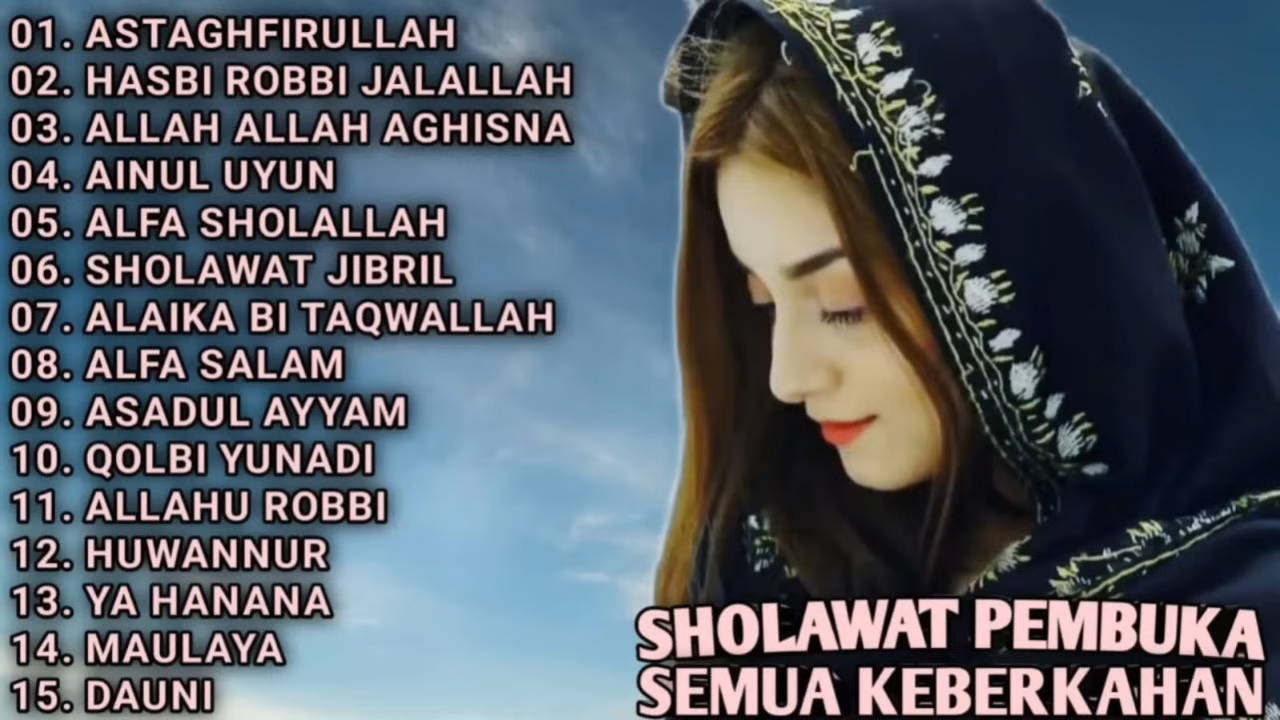 01. ASTAGHFIRULLAH
02. HASBI ROBBI JALALLAH
03. ALLAH ALLAH AGHISNA
04. AINUL UYUN
05. ALFA SHOLALLAH
06. SHOLAWAT JIBRIL
07. ALAIKA BI TAQWALLAH
08. ALFA SALAM
09. ASADUL AYYAM
10. QOLBI YUNADI
11. ALLAHU ROBBI
12. HUWANNUR
13. YA HANANA
14. MAULAYA
15. DAUNI
SHOLAWAT PEMBUKA
SEMUA KEBERKAHAN